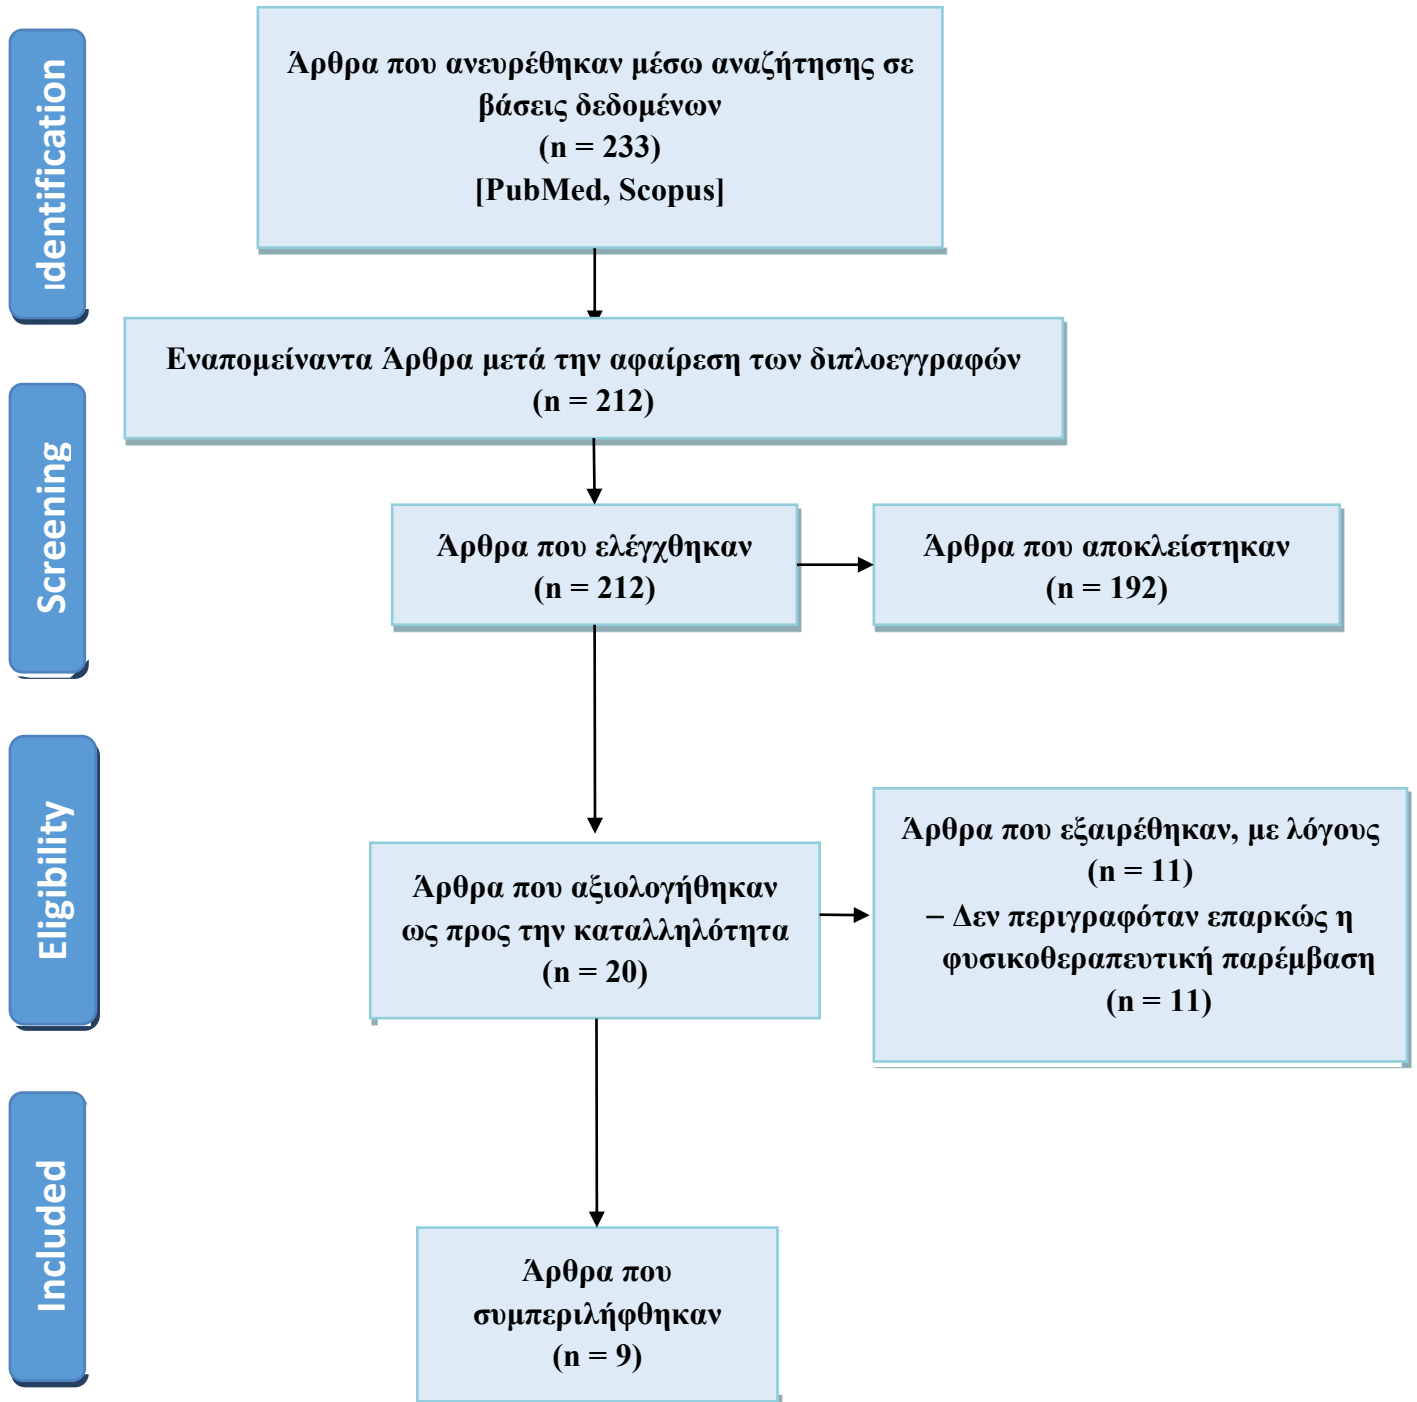 Identification
Άρθρα που ανευρέθηκαν μέσω αναζήτησης σε
βάσεις δεδομένων
(n = 233)
[PubMed, Scopus]
Εναπομείναντα Άρθρα μετά την αφαίρεση των διπλοεγγραφών
(n = 212)
Screening
Άρθρα που ελέγχθηκαν
(n = 212)
Άρθρα που αποκλείστηκαν
(n = 192)
Eligibility
Άρθρα που αξιολογήθηκαν
ως προς την καταλληλότητα
(n = 20)
Άρθρα που εξαιρέθηκαν, με λόγους
(n = 11)
– Δεν περιγραφόταν επαρκώς η
φυσικοθεραπευτική παρέμβαση
(n = 11)
Included
Άρθρα που
συμπεριλήφθηκαν
(n = 9)